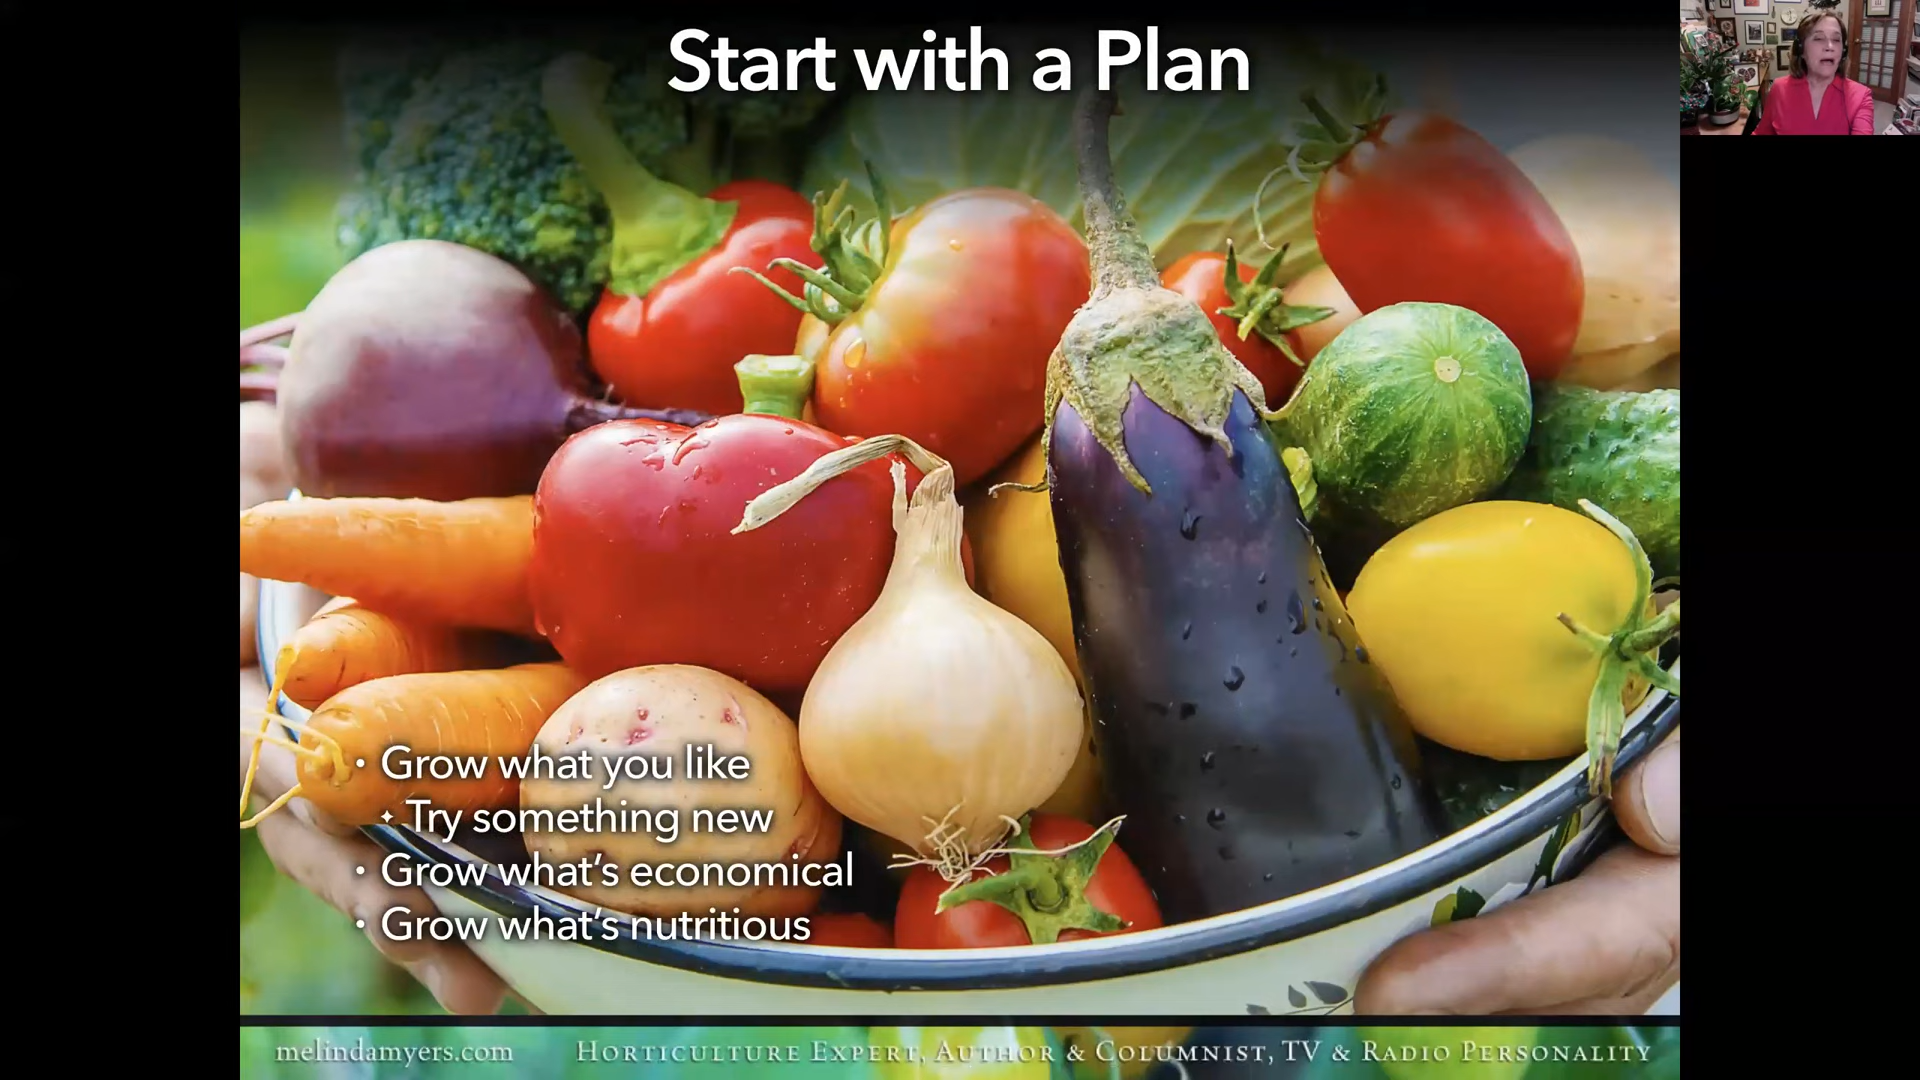 Start with a Plan
• Grow what you like
✦ Try something new
• Grow what's economical
• Grow what's nutritious
melindamyers.com HORTICULTURE EXPERT, AUTHOR & COLUMNIST, TV & RADIO PERSONALITY